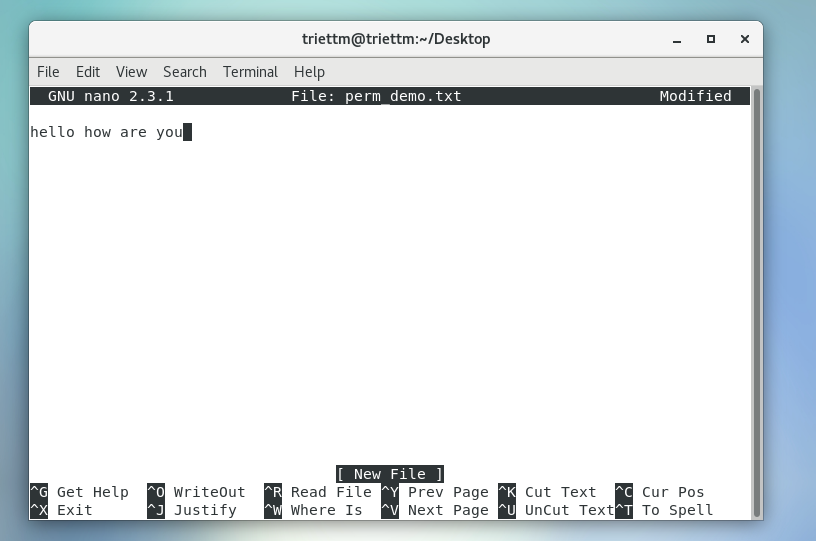 triettm@triettm:~/Desktop
File Edit View Search Terminal Help
GNU nano 2.3.1 File: perm_demo.txt Modified
hello how are you
[ New File ]
^G Get Help ^O WriteOut ^R Read File ^Y Prev Page ^K Cut Text ^C Cur Pos
^X Exit ^J Justify ^W Where Is ^V Next Page ^U UnCut Text ^T To Spell